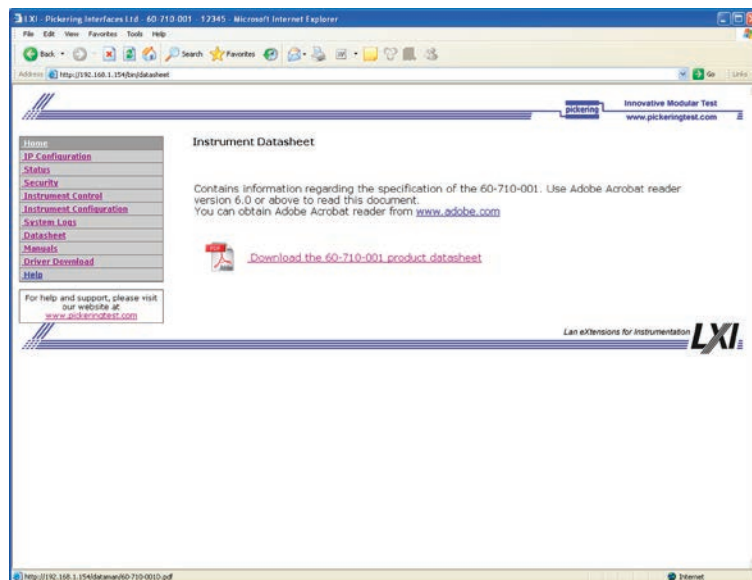 LXI - Pickering Interfaces Ltd - 60-710-001 - 12345 - Microsoft Internet Explorer
File Edit View Favorites Tools Help
Back Search Favorites
Address http://192.168.1.154/bin/datasheet Go Links
pickering
Innovative Modular Test
www.pickeringtest.com
Home
IP Configuration
Status
Security
Instrument Control
Instrument Configuration
System Logs
Datasheet
Manuals
Driver Download
Help
For help and support, please visit
our website at
www.pickeringtest.com
Instrument Datasheet
Contains information regarding the specification of the 60-710-001. Use Adobe Acrobat reader
version 6.0 or above to read this document.
You can obtain Adobe Acrobat reader from www.adobe.com
PDF
Download the 60-710-001 product datasheet
Lan eXtensions for Instrumentation LXI
http://192.168.1.154/dataman/60-710-001D.pdf Internet